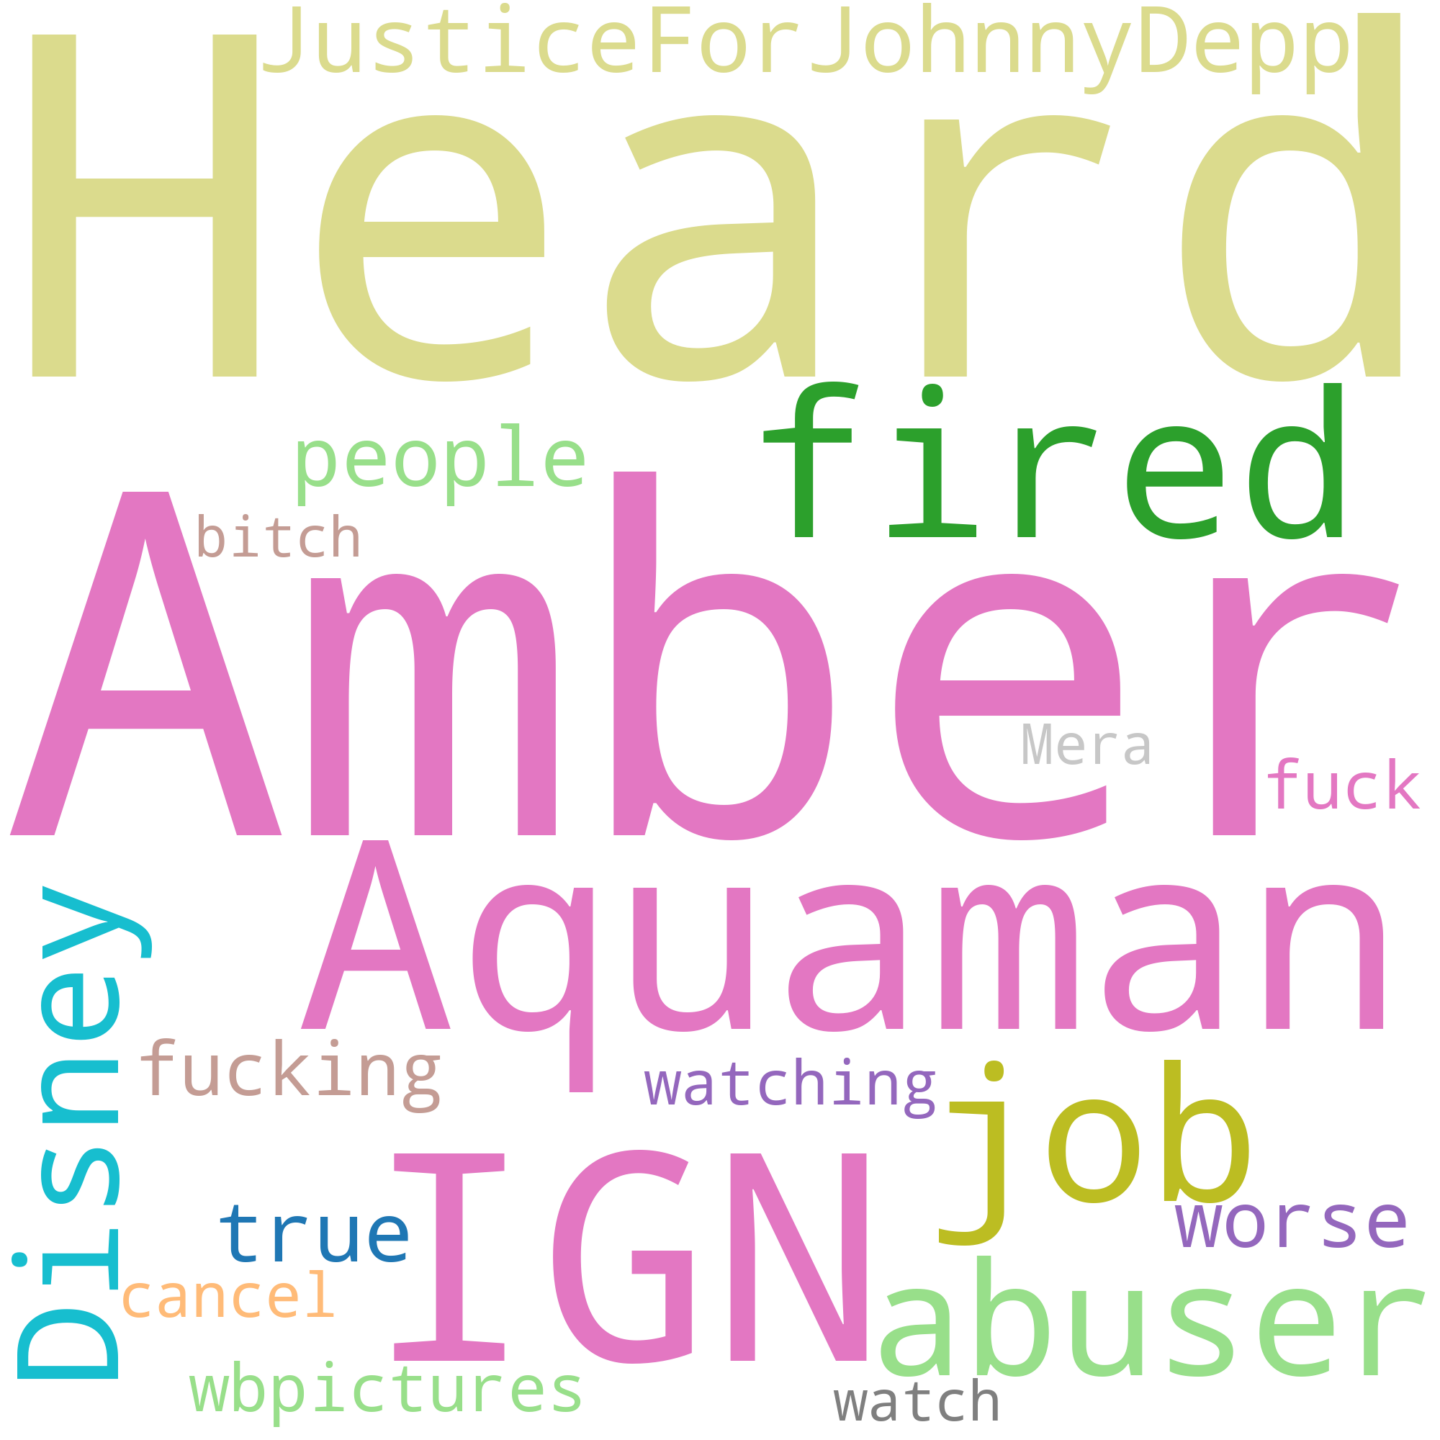 JusticeForJohnnyDepp
Heard
people
fired
bitch
Amber
Mera
fuck
Aquaman
Disney
fucking
watching
job
IGN
true
worse
cancel
abuser
wbpictures
watch